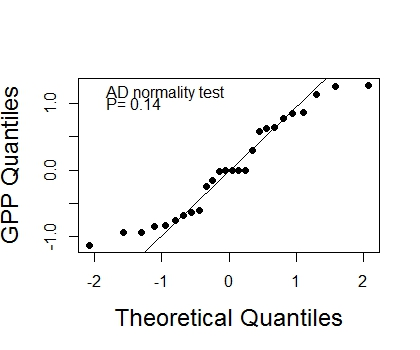 AD normality test
P= 0.14
GPP Quantiles
1.0
0.0
-1.0
-2
-1
0
1
2
Theoretical Quantiles